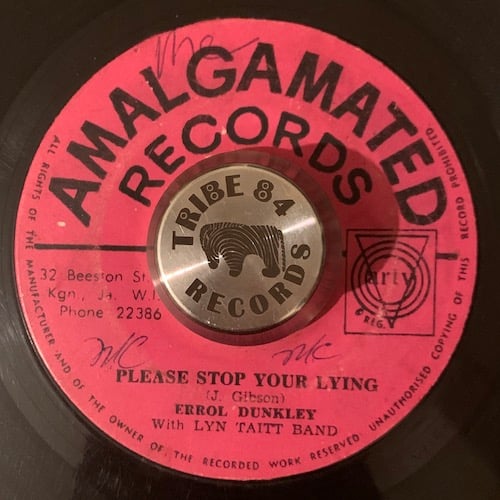 AMALGAMATED
RECORDS
TRIBE 84
RECORDS
32 Beeston St
Kgn., Ja. W.I.
Phone 22386
arty
REG.
PLEASE STOP YOUR LYING
(J. Gibson)
ERROL DUNKLEY
With LYN TAITT BAND
ALL RIGHTS OF THE MANUFACTURER AND OF THE OWNER OF THE RECORDED WORK RESERVED UNAUTHORISED COPYING OF THIS RECORD PROHIBITED.